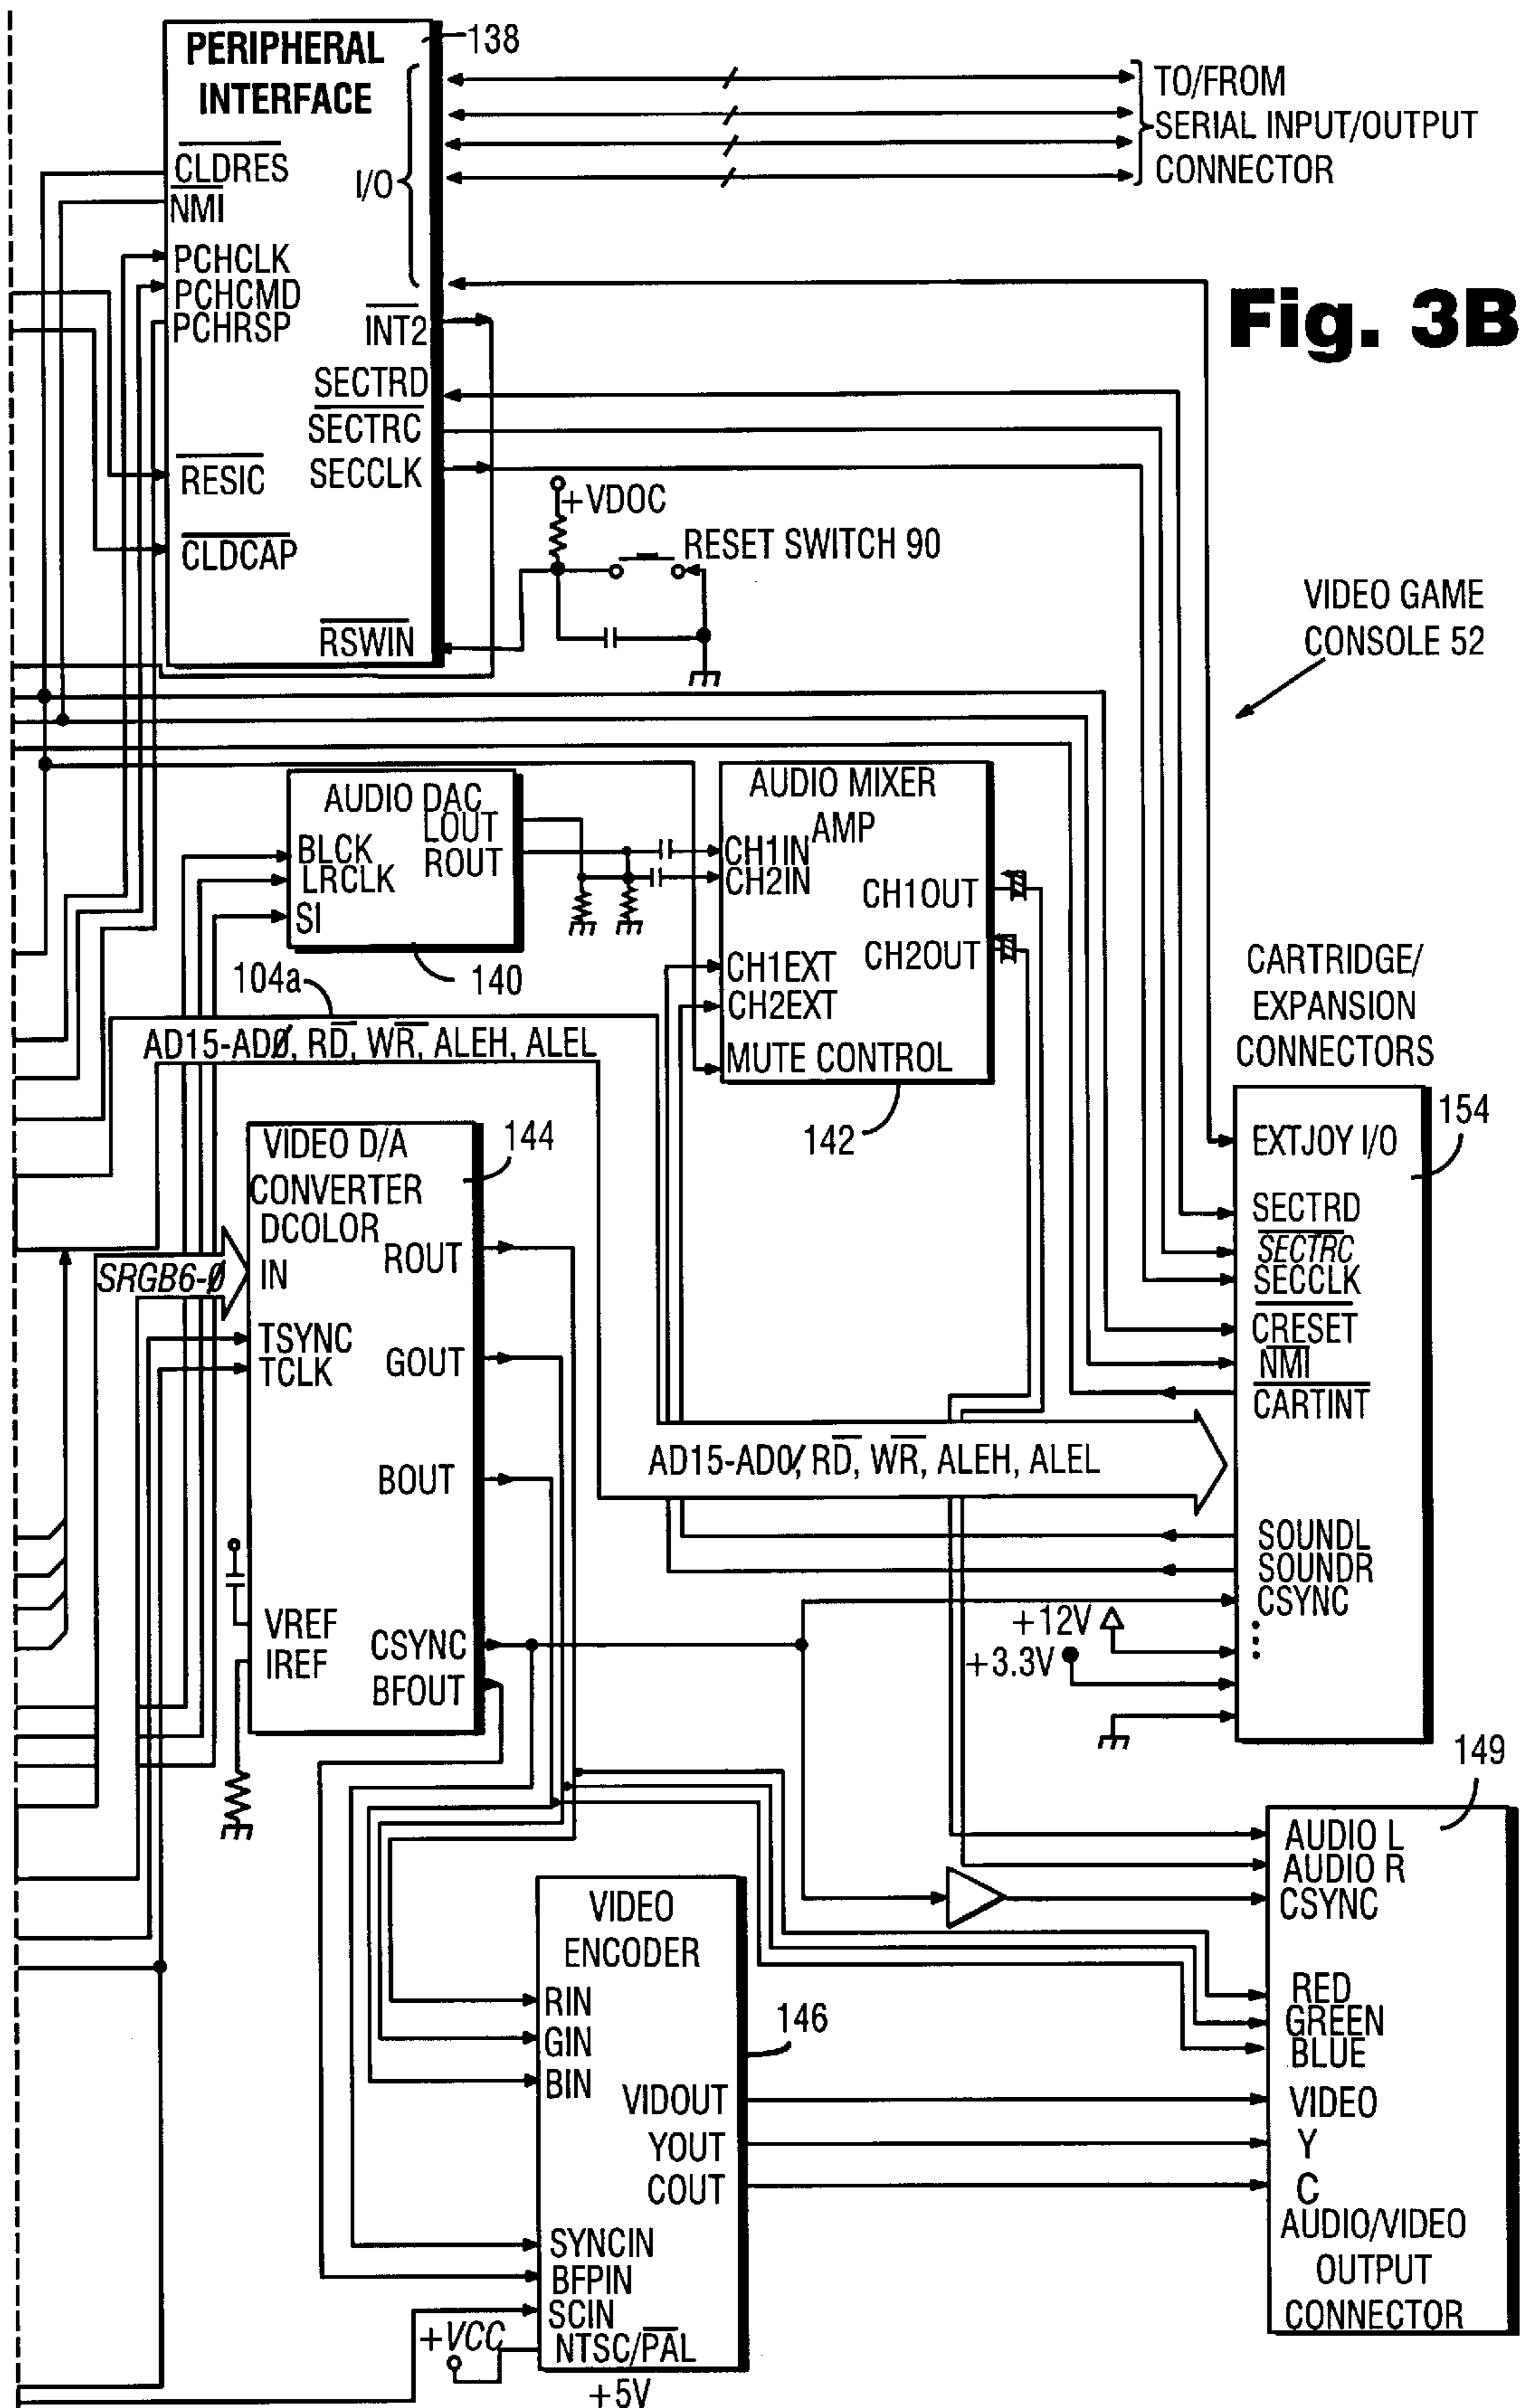 PERIPHERAL
INTERFACE
138
TO/FROM
SERIAL INPUT/OUTPUT
CONNECTOR
CLDRES
NMI
I/O
PCHCLK
PCHCMD
PCHRSP
INT2
Fig. 3B
SECTRD
SECTRC
SECCLK
RESIC
CLDCAP
RSWIN
+VDOC
RESET SWITCH 90
VIDEO GAME
CONSOLE 52
AUDIO DAC
LOUT
ROUT
BLCK
LRCLK
SI
140
AUDIO MIXER
AMP
CH1IN
CH2IN
CH1OUT
CH2OUT
CH1EXT
CH2EXT
MUTE CONTROL
142
104a
AD15-AD0, RD, WR, ALEH, ALEL
CARTRIDGE/
EXPANSION
CONNECTORS
154
EXTJOY I/O
SECTRD
SECTRC
SECCLK
CRESET
NMI
CARTINT
VIDEO D/A
CONVERTER
144
DCOLOR
IN
SRGB6-0
TSYNC
TCLK
ROUT
GOUT
BOUT
AD15-AD0, RD, WR, ALEH, ALEL
SOUNDL
SOUNDR
CSYNC
+12V
+3.3V
VREF
IREF
CSYNC
BFOUT
149
AUDIO L
AUDIO R
CSYNC
RED
GREEN
BLUE
VIDEO
Y
C
AUDIO/VIDEO
OUTPUT
CONNECTOR
VIDEO
ENCODER
146
RIN
GIN
BIN
VIDOUT
YOUT
COUT
SYNCIN
BFPIN
SCIN
NTSC/PAL
+VCC
+5V